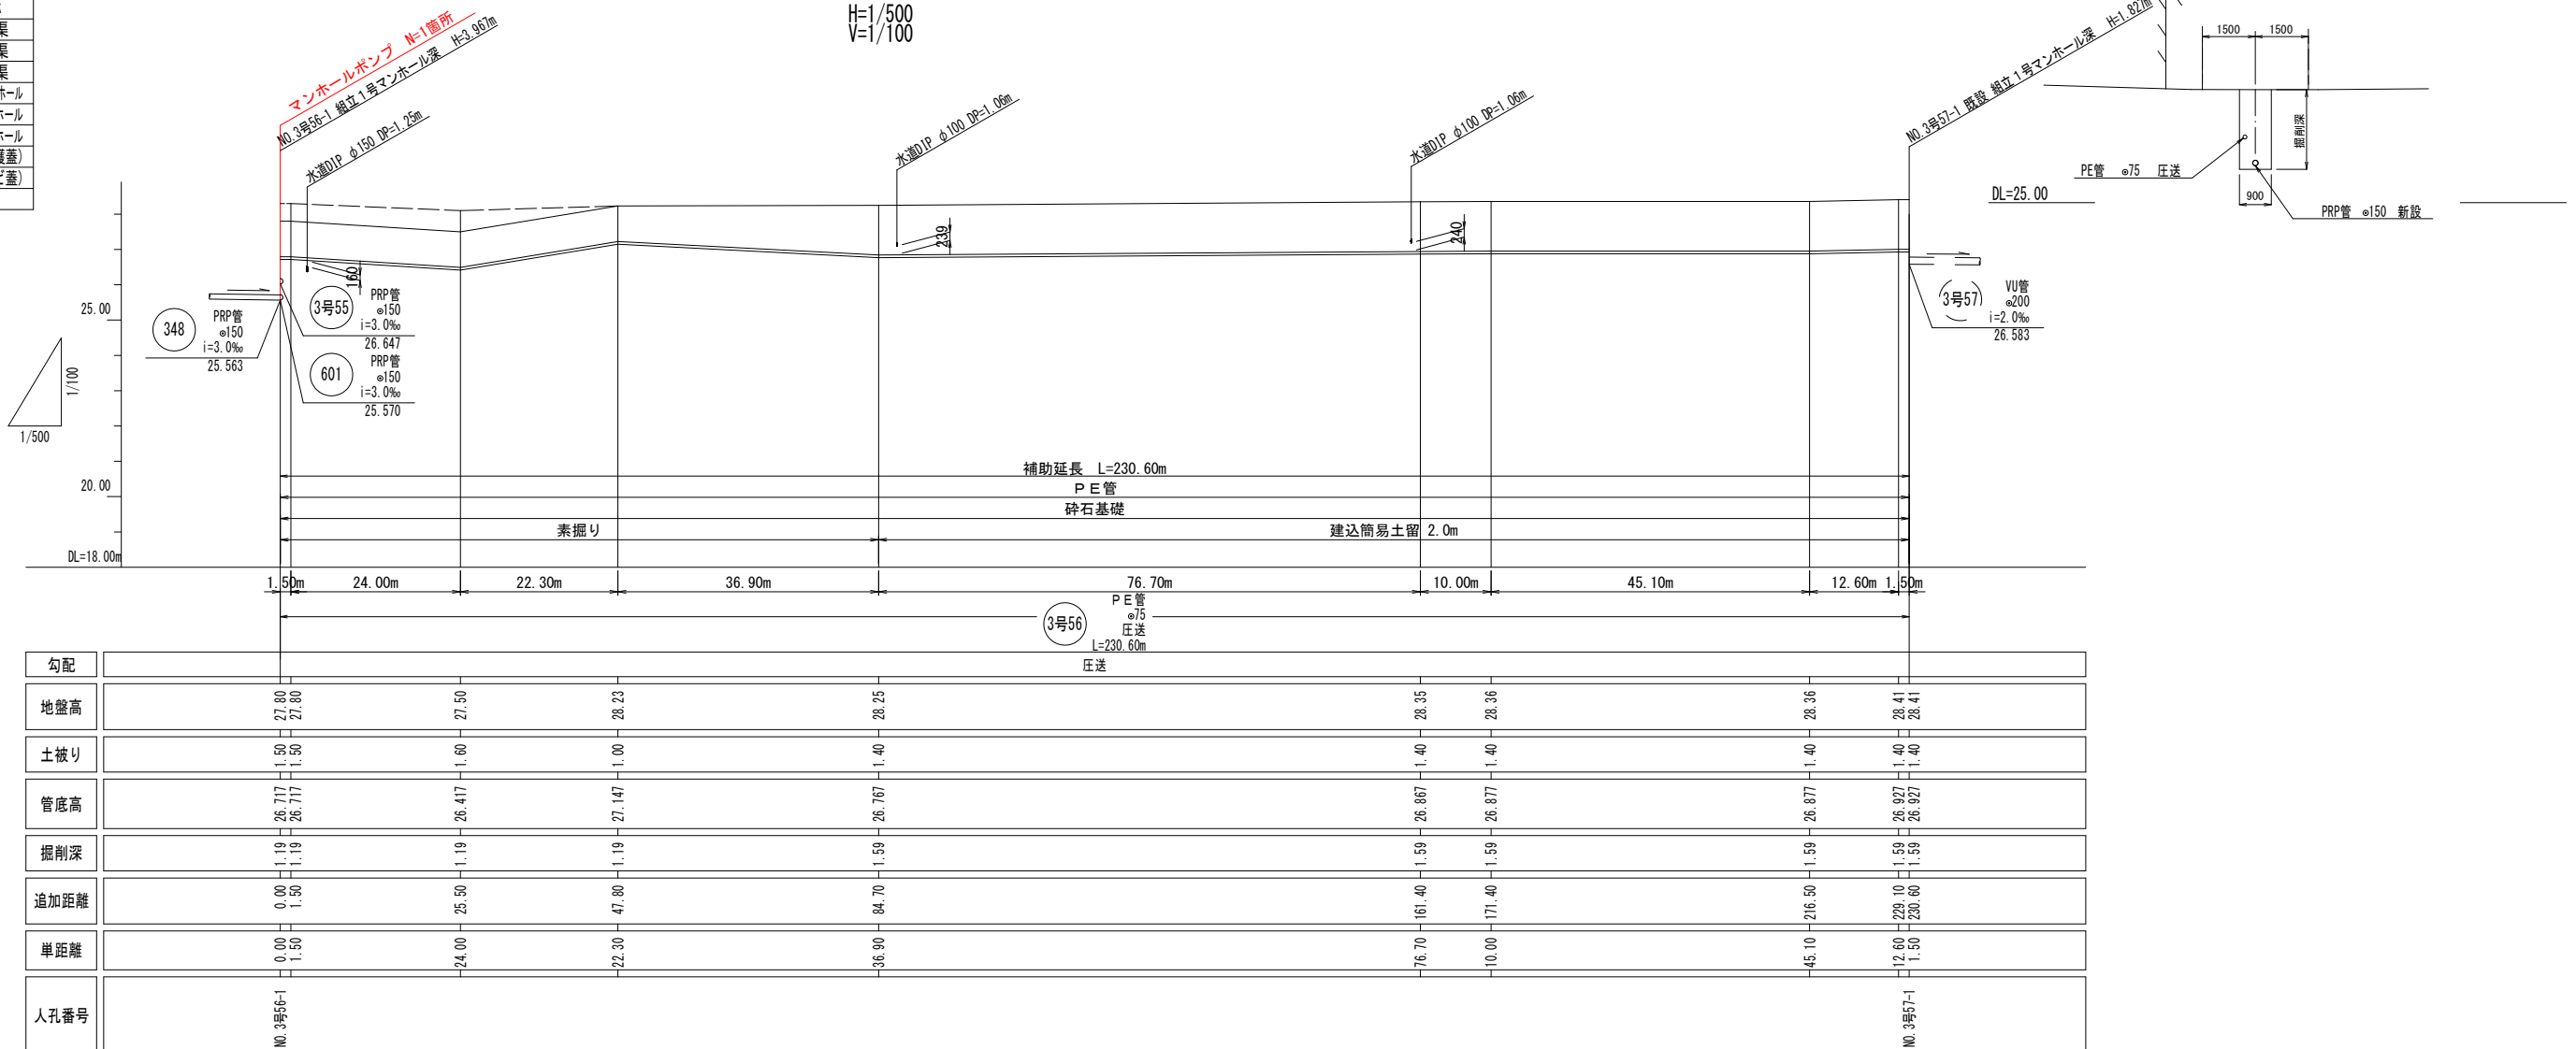 渠
渠
渠
ホール
ホール
ホール
護蓋)
ビ蓋)
H=1/500
V=1/100
マンホールポンプ N=1箇所
NO.3号56-1 組立1号マンホール深 H=3.967m
水道DIP φ150 DP=1.25m
水道DIP φ100 DP=1.06m
水道DIP φ100 DP=1.06m
NO.3号57-1 既設 組立1号マンホール深 H=1.827m
1500 1500
掘削深
PE管 ⌀75 圧送
900
PRP管 ⌀150 新設
DL=25.00
160
239
240
25.00
20.00
DL=18.00m
1/100
1/500
348
PRP管
⌀150
i=3.0‰
25.563
3号55
PRP管
⌀150
i=3.0‰
26.647
601
PRP管
⌀150
i=3.0‰
25.570
3号57
VU管
⌀200
i=2.0‰
26.583
補助延長 L=230.60m
PE管
砕石基礎
素掘り 建込簡易土留 2.0m
1.50m 24.00m 22.30m 36.90m 76.70m 10.00m 45.10m 12.60m 1.50m
3号56
PE管
⌀75
圧送
L=230.60m
勾配 圧送
地盤高 27.80 27.80 27.50 28.23 28.25 28.35 28.36 28.36 28.41 28.41
土被り 1.50 1.50 1.60 1.00 1.40 1.40 1.40 1.40 1.40 1.40
管底高 26.717 26.717 26.417 27.147 26.767 26.867 26.877 26.877 26.927 26.927
掘削深 1.19 1.19 1.19 1.19 1.59 1.59 1.59 1.59 1.59 1.59
追加距離 0.00 1.50 25.50 47.80 84.70 161.40 171.40 216.50 229.10 230.60
単距離 0.00 1.50 24.00 22.30 36.90 76.70 10.00 45.10 12.60 1.50
人孔番号 NO.3号56-1 NO.3号57-1